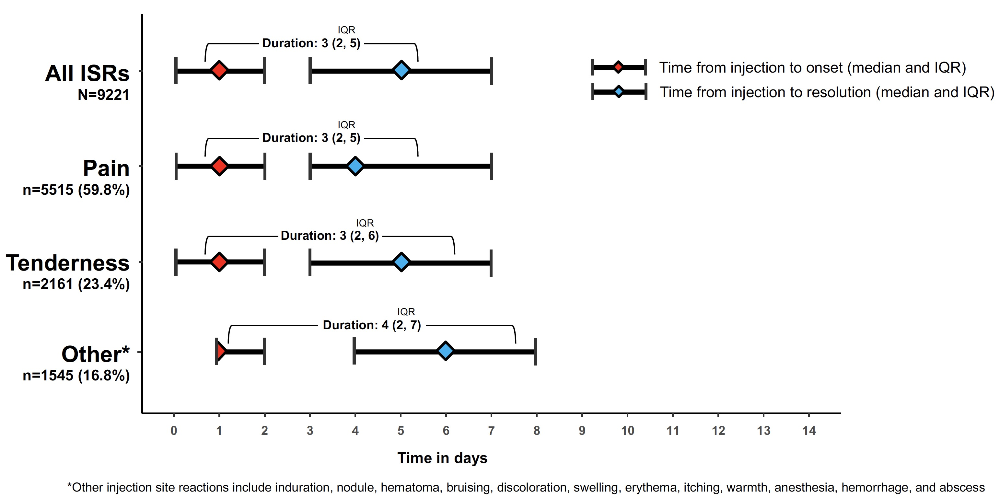 IQR
Duration: 3 (2, 5)
All ISRs
N=9221
Time from injection to onset (median and IQR)
Time from injection to resolution (median and IQR)
IQR
Duration: 3 (2, 5)
Pain
n=5515 (59.8%)
IQR
Duration: 3 (2, 6)
Tenderness
n=2161 (23.4%)
IQR
Duration: 4 (2, 7)
Other*
n=1545 (16.8%)
0 1 2 3 4 5 6 7 8 9 10 11 12 13 14
Time in days
*Other injection site reactions include induration, nodule, hematoma, bruising, discoloration, swelling, erythema, itching, warmth, anesthesia, hemorrhage, and abscess